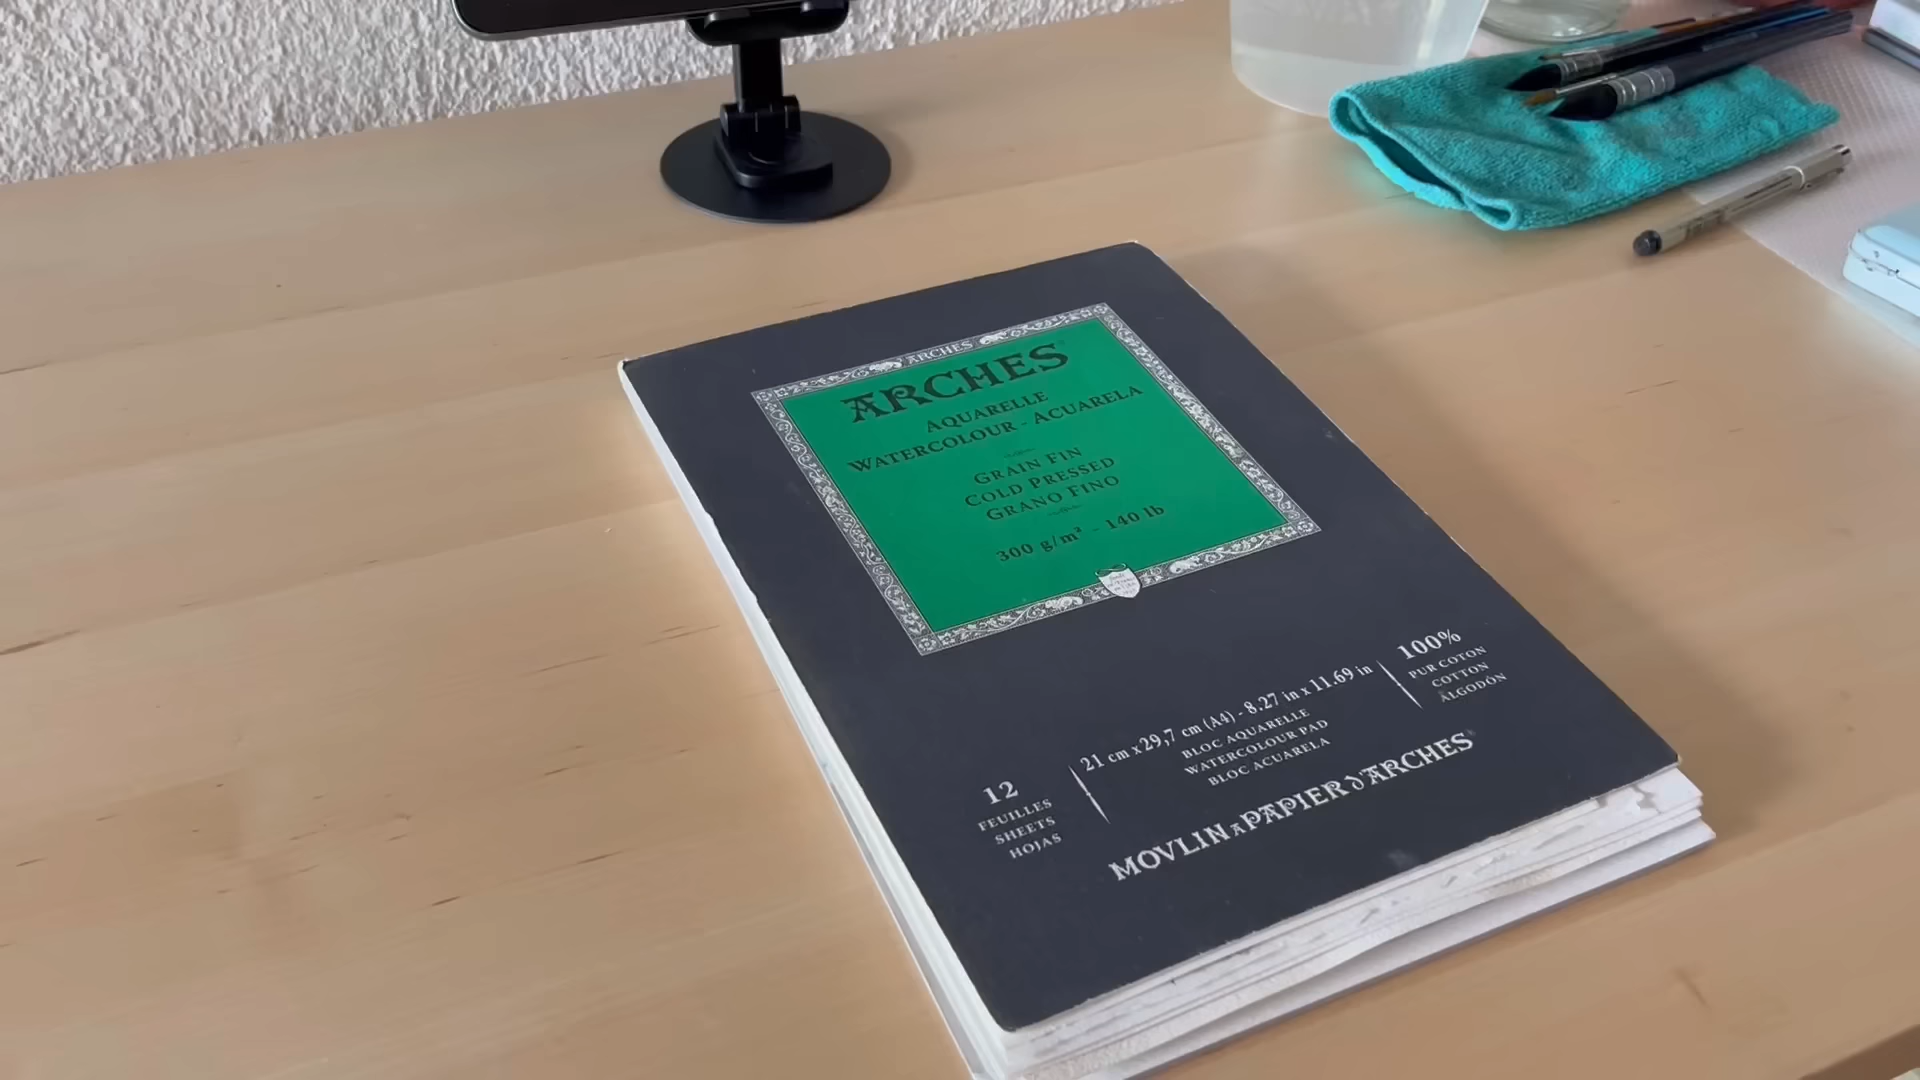 ARCHES
ARCHES
AQUARELLE
WATERCOLOUR - ACUARELA
GRAIN FIN
COLD PRESSED
GRANO FINO
300 g/m² - 140 lb
12
FEUILLES
SHEETS
HOJAS
21 cm x 29,7 cm (A4) - 8.27 in x 11.69 in
BLOC AQUARELLE
WATERCOLOUR PAD
BLOC ACUARELA
100%
PUR COTON
COTTON
ALGODÓN
MOVLIN A PAPIER d'ARCHES®